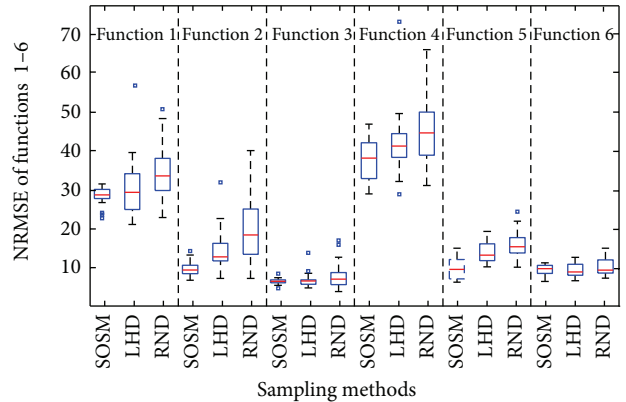 NRMSE of functions 1–6
70
60
50
40
30
20
10
Function 1
Function 2
Function 3
Function 4
Function 5
Function 6
SOSM
LHD
RND
SOSM
LHD
RND
SOSM
LHD
RND
SOSM
LHD
RND
SOSM
LHD
RND
SOSM
LHD
RND
Sampling methods